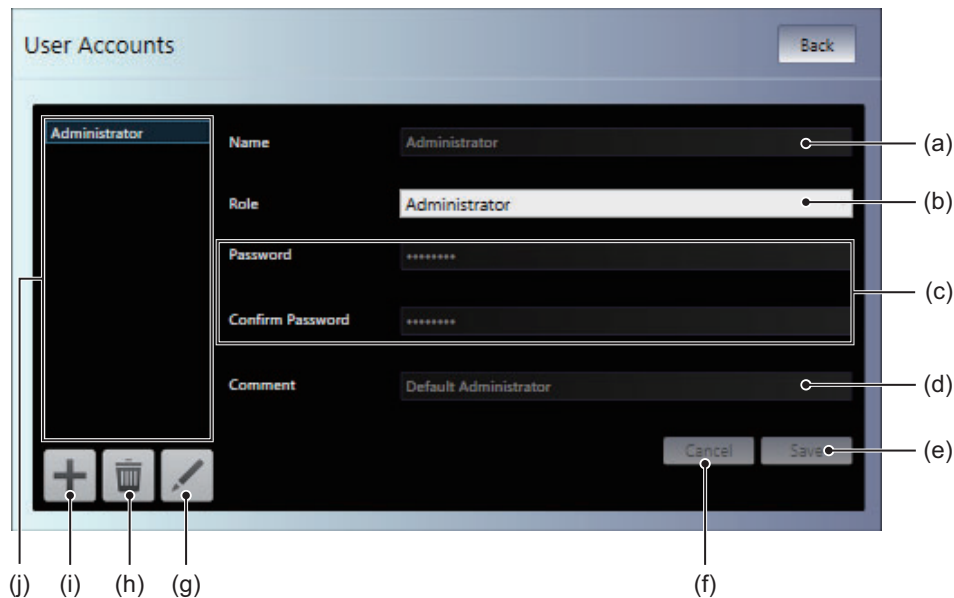 User Accounts Back
Administrator
Name Administrator (a)
Role Administrator (b)
Password ********
(c)
Confirm Password ********
Comment Default Administrator (d)
Cancel Save (e)
(j) (i) (h) (g) (f)